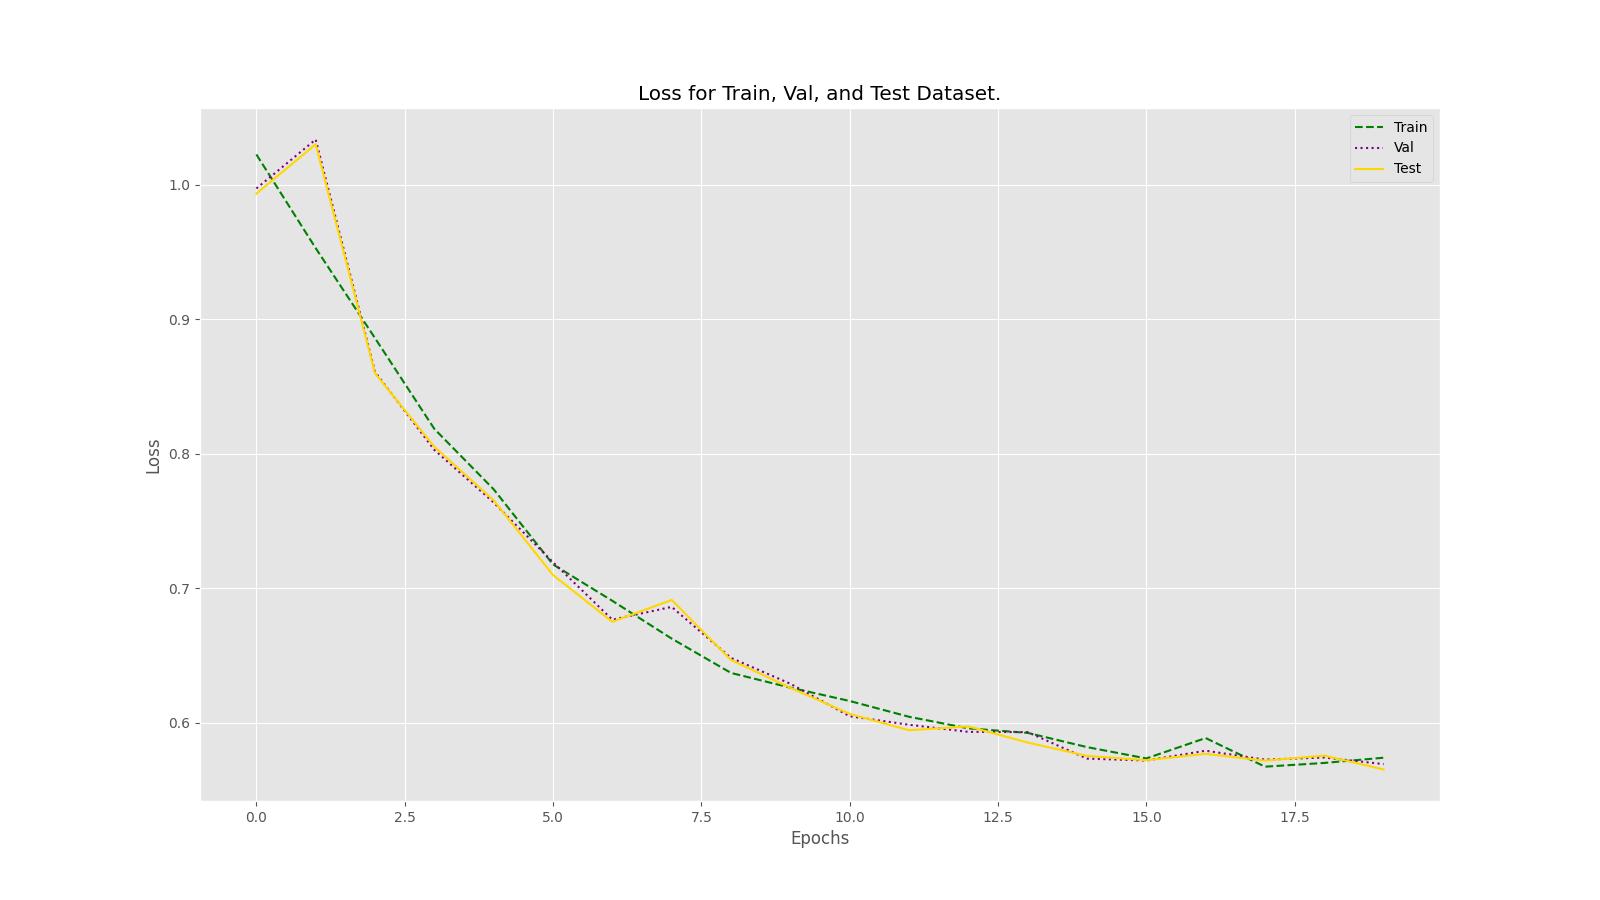 Loss for Train, Val, and Test Dataset.
Train
Val
Test
1.0
0.9
0.8
0.7
0.6
Loss
0.0 2.5 5.0 7.5 10.0 12.5 15.0 17.5
Epochs